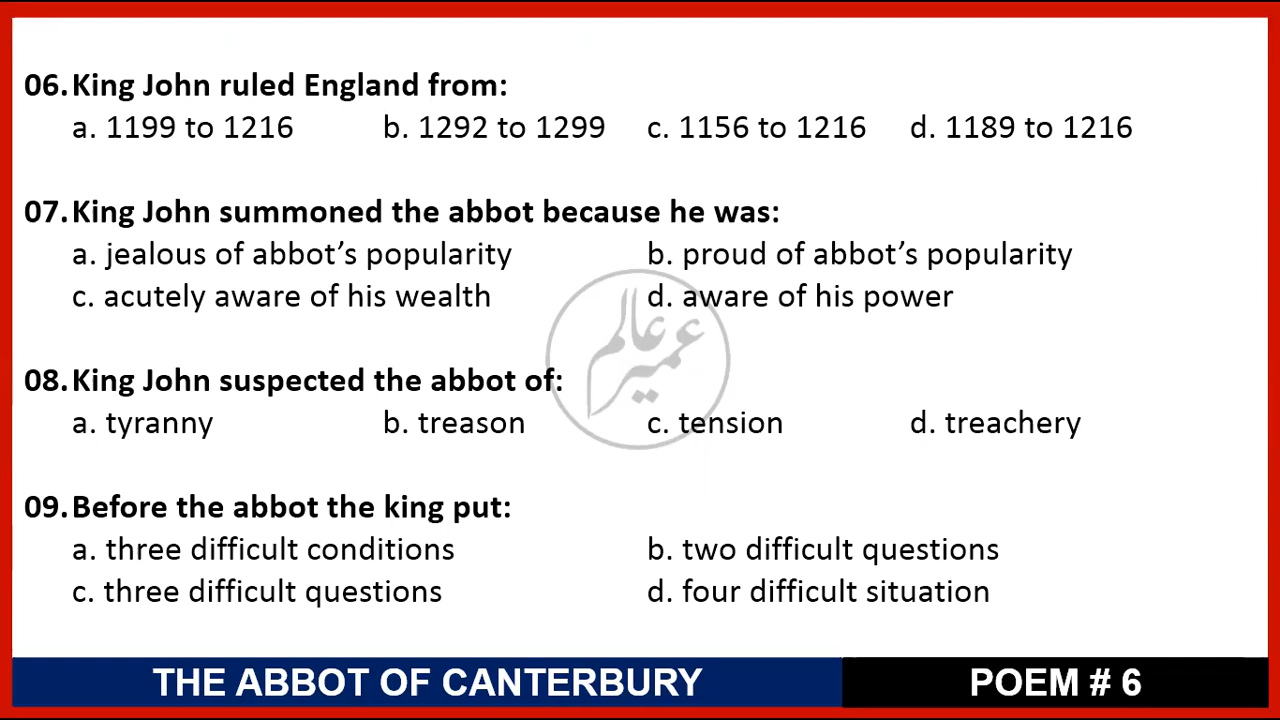 06. King John ruled England from:
a. 1199 to 1216 b. 1292 to 1299 c. 1156 to 1216 d. 1189 to 1216
07. King John summoned the abbot because he was:
a. jealous of abbot’s popularity b. proud of abbot’s popularity
c. acutely aware of his wealth d. aware of his power
عمیر عالم
08. King John suspected the abbot of:
a. tyranny b. treason c. tension d. treachery
09. Before the abbot the king put:
a. three difficult conditions b. two difficult questions
c. three difficult questions d. four difficult situation
THE ABBOT OF CANTERBURY POEM # 6